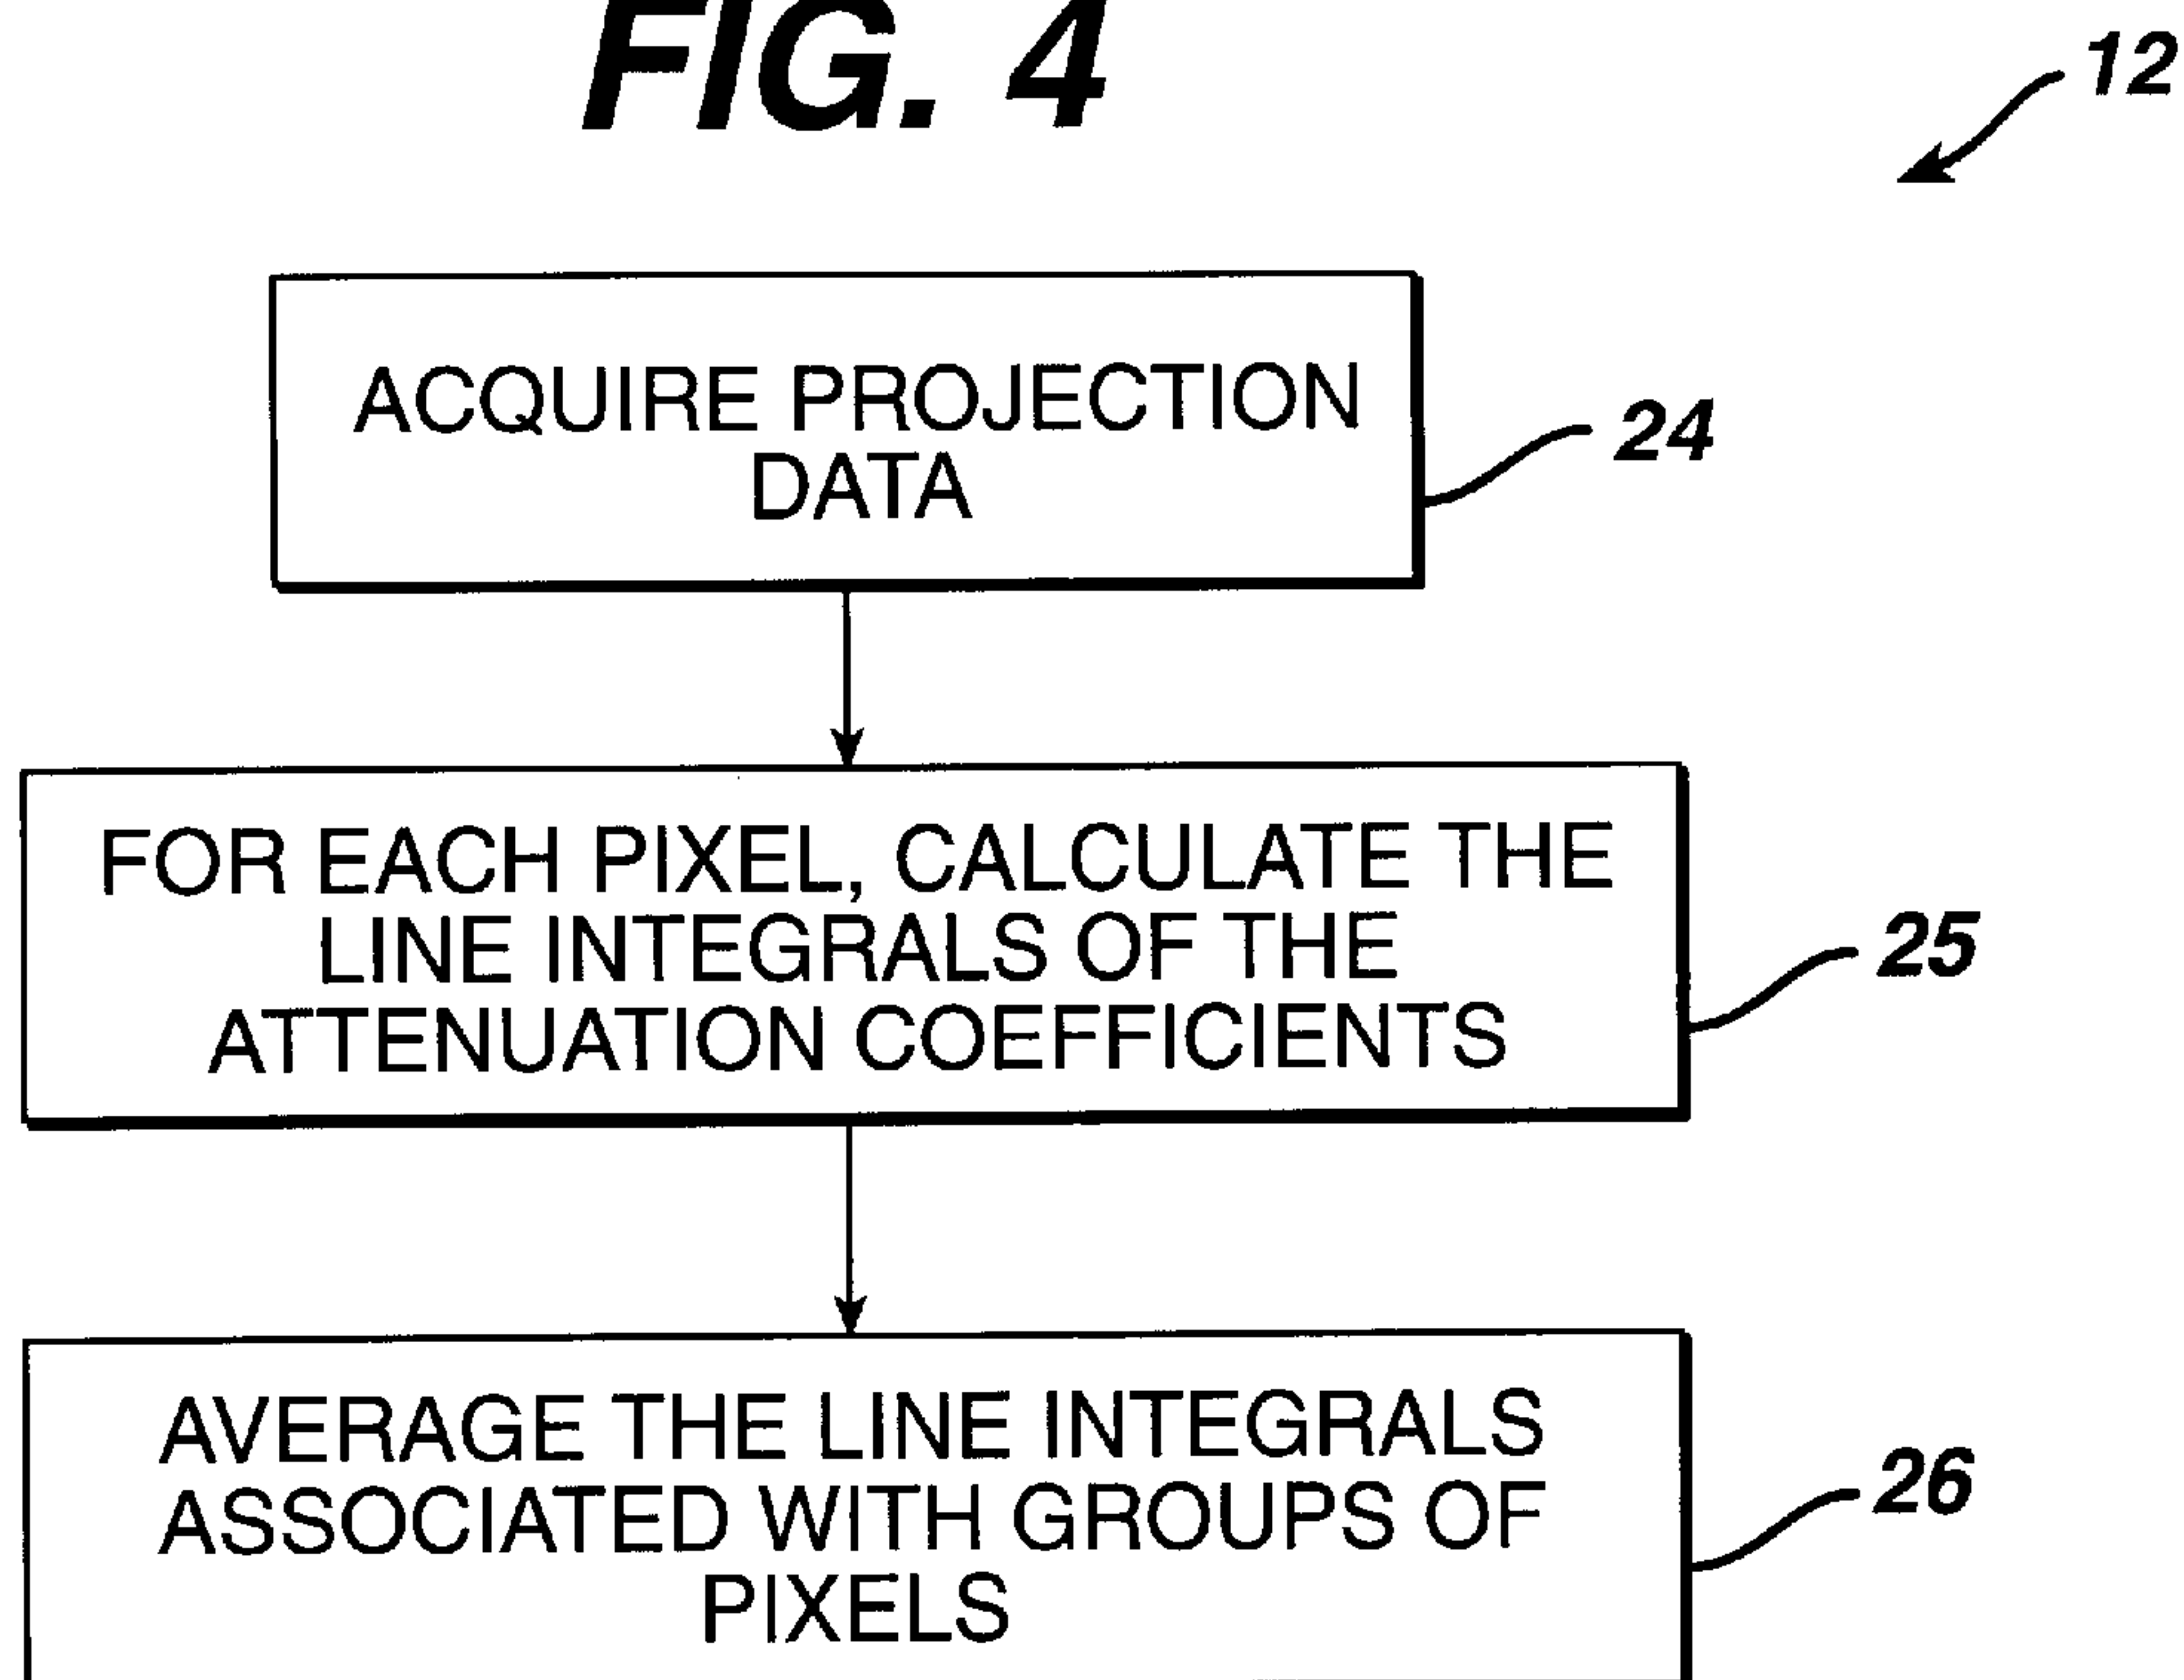 FIG. 4
12
ACQUIRE PROJECTION
DATA
24
FOR EACH PIXEL, CALCULATE THE
LINE INTEGRALS OF THE
ATTENUATION COEFFICIENTS
25
AVERAGE THE LINE INTEGRALS
ASSOCIATED WITH GROUPS OF
PIXELS
26